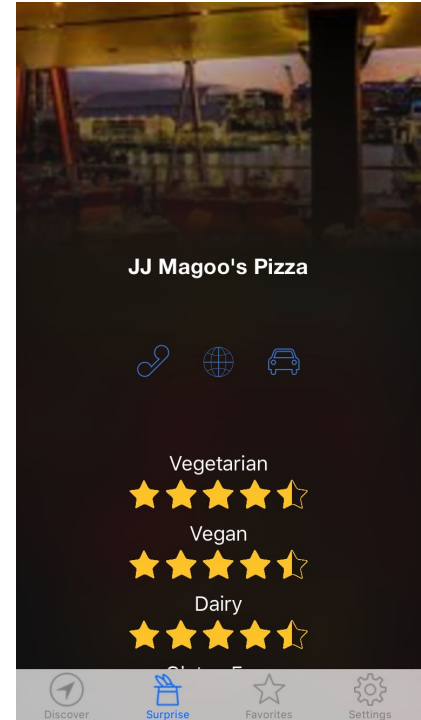 JJ Magoo's Pizza
Vegetarian
Vegan
Dairy
Discover
Surprise
Favorites
Settings